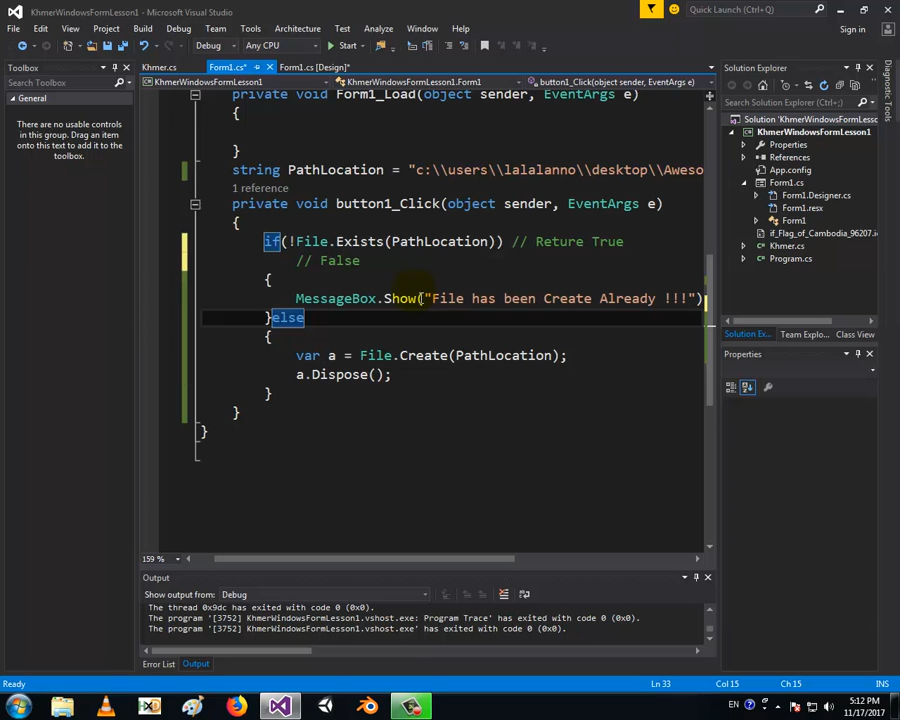 KhmerWindowsFormLesson1 - Microsoft Visual Studio
Quick Launch (Ctrl+Q)
File Edit View Project Build Debug Team Tools Architecture Test Analyze Window Help
Sign in
Debug Any CPU Start
Toolbox
Search Toolbox
General
There are no usable controls
in this group. Drag an item
onto this text to add it to the
toolbox.
Khmer.cs Form1.cs* Form1.cs [Design]*
KhmerWindowsFormLesson1 KhmerWindowsFormLesson1.Form1 button1_Click(object sender, EventArgs e)
private void Form1_Load(object sender, EventArgs e)
{
}
string PathLocation = "c:\\users\\lalalanno\\desktop\\Aweso
1 reference
private void button1_Click(object sender, EventArgs e)
{
if(!File.Exists(PathLocation)) // Reture True
// False
{
MessageBox.Show("File has been Create Already !!!")
}else
{
var a = File.Create(PathLocation);
a.Dispose();
}
}
}
159 %
Output
Show output from: Debug
The thread 0x9dc has exited with code 0 (0x0).
The program '[3752] KhmerWindowsFormLesson1.vshost.exe: Program Trace' has exited with code 0 (0x0).
The program '[3752] KhmerWindowsFormLesson1.vshost.exe' has exited with code 0 (0x0).
Error List Output
Solution Explorer
Search Solution Explorer (Ctrl+;)
Solution 'KhmerWindowsFormLesso
KhmerWindowsFormLesson1
Properties
References
App.config
Form1.cs
Form1.Designer.cs
Form1.resx
Form1
if_Flag_of_Cambodia_96207.i
Khmer.cs
Program.cs
Solution Ex... Team Explo... Class View
Properties
Diagnostic Tools
Ready Ln 33 Col 15 Ch 15 INS
EN 5:12 PM
11/17/2017